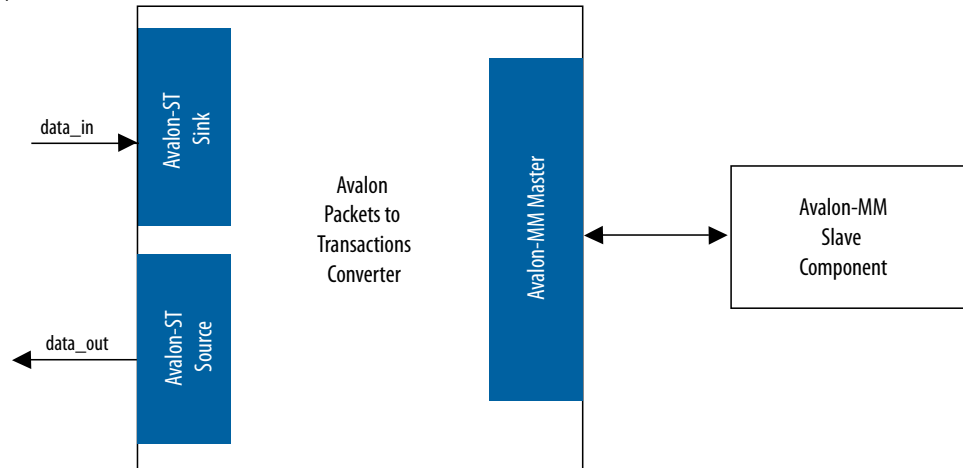 data_in
Avalon-ST
Sink
data_out
Avalon-ST
Source
Avalon
Packets to
Transactions
Converter
Avalon-MM Master
Avalon-MM
Slave
Component